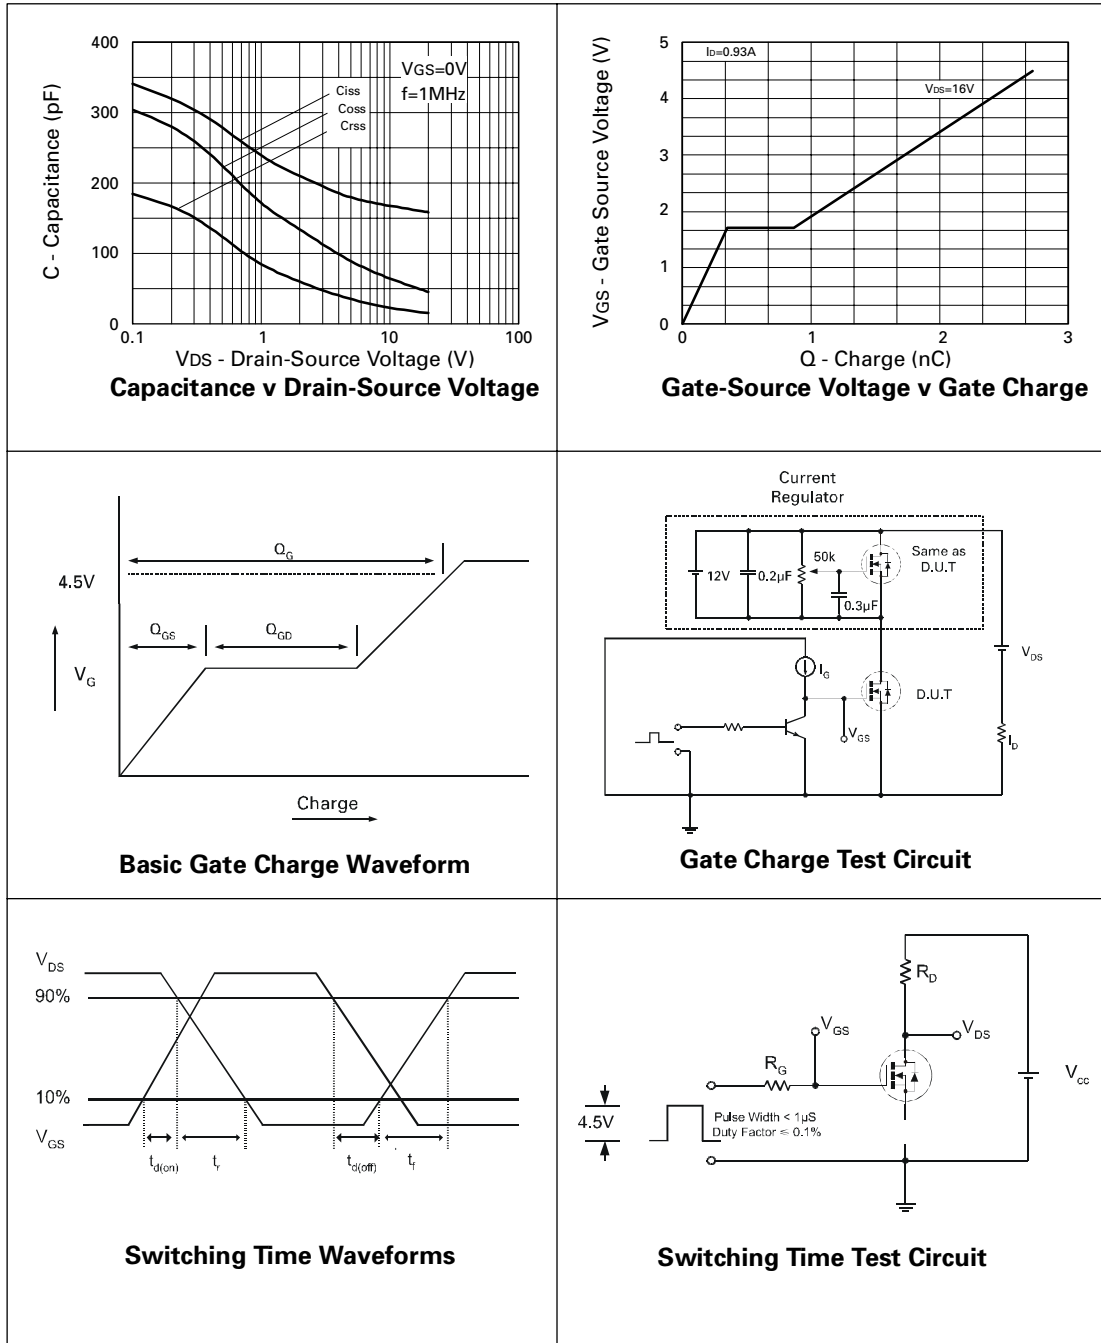 400
300
200
100
0
C - Capacitance (pF)
VGS=0V
f=1MHz
Ciss
Coss
Crss
0.1
1
10
100
VDS - Drain-Source Voltage (V)
Capacitance v Drain-Source Voltage
5
4
3
2
1
0
VGS - Gate Source Voltage (V)
ID=0.93A
VDS=16V
0
1
2
3
Q - Charge (nC)
Gate-Source Voltage v Gate Charge
QG
4.5V
QGS
QGD
VG
Charge
Basic Gate Charge Waveform
Current
Regulator
12V
0.2µF
50k
0.3µF
Same as
D.U.T
VDS
IG
D.U.T
VGS
ID
Gate Charge Test Circuit
VDS
90%
10%
VGS
td(on)
tr
td(off)
tf
Switching Time Waveforms
RD
VGS
VDS
RG
Vcc
4.5V
Pulse Width < 1µS
Duty Factor ≤ 0.1%
Switching Time Test Circuit